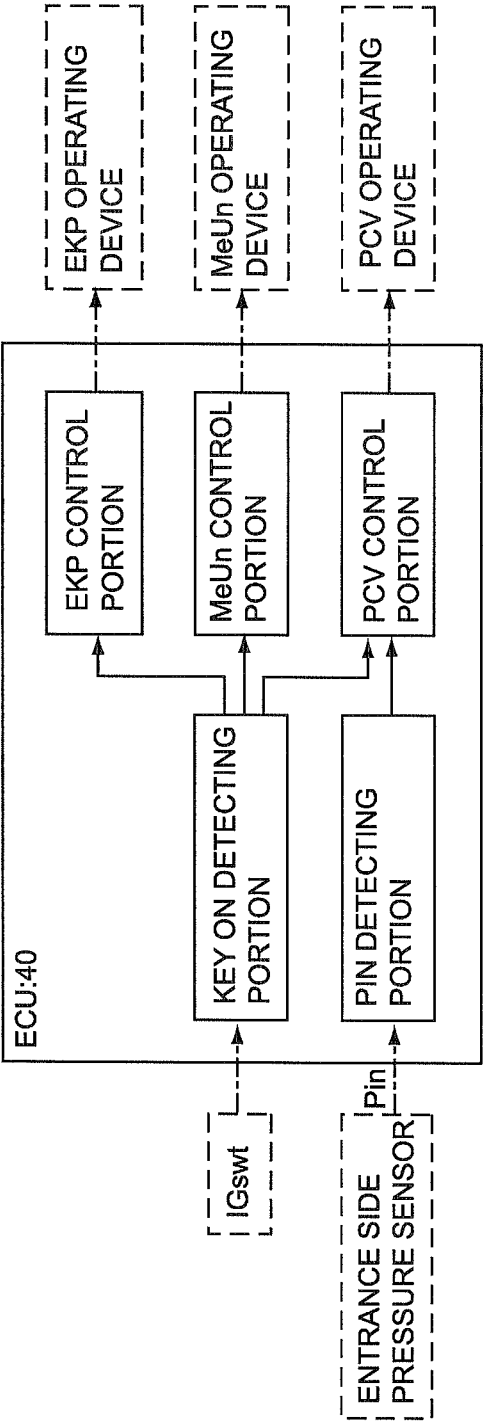 ECU:40
IGswt
ENTRANCE SIDE
PRESSURE SENSOR
Pin
KEY ON DETECTING
PORTION
PIN DETECTING
PORTION
EKP CONTROL
PORTION
MeUn CONTROL
PORTION
PCV CONTROL
PORTION
EKP OPERATING
DEVICE
MeUn OPERATING
DEVICE
PCV OPERATING
DEVICE